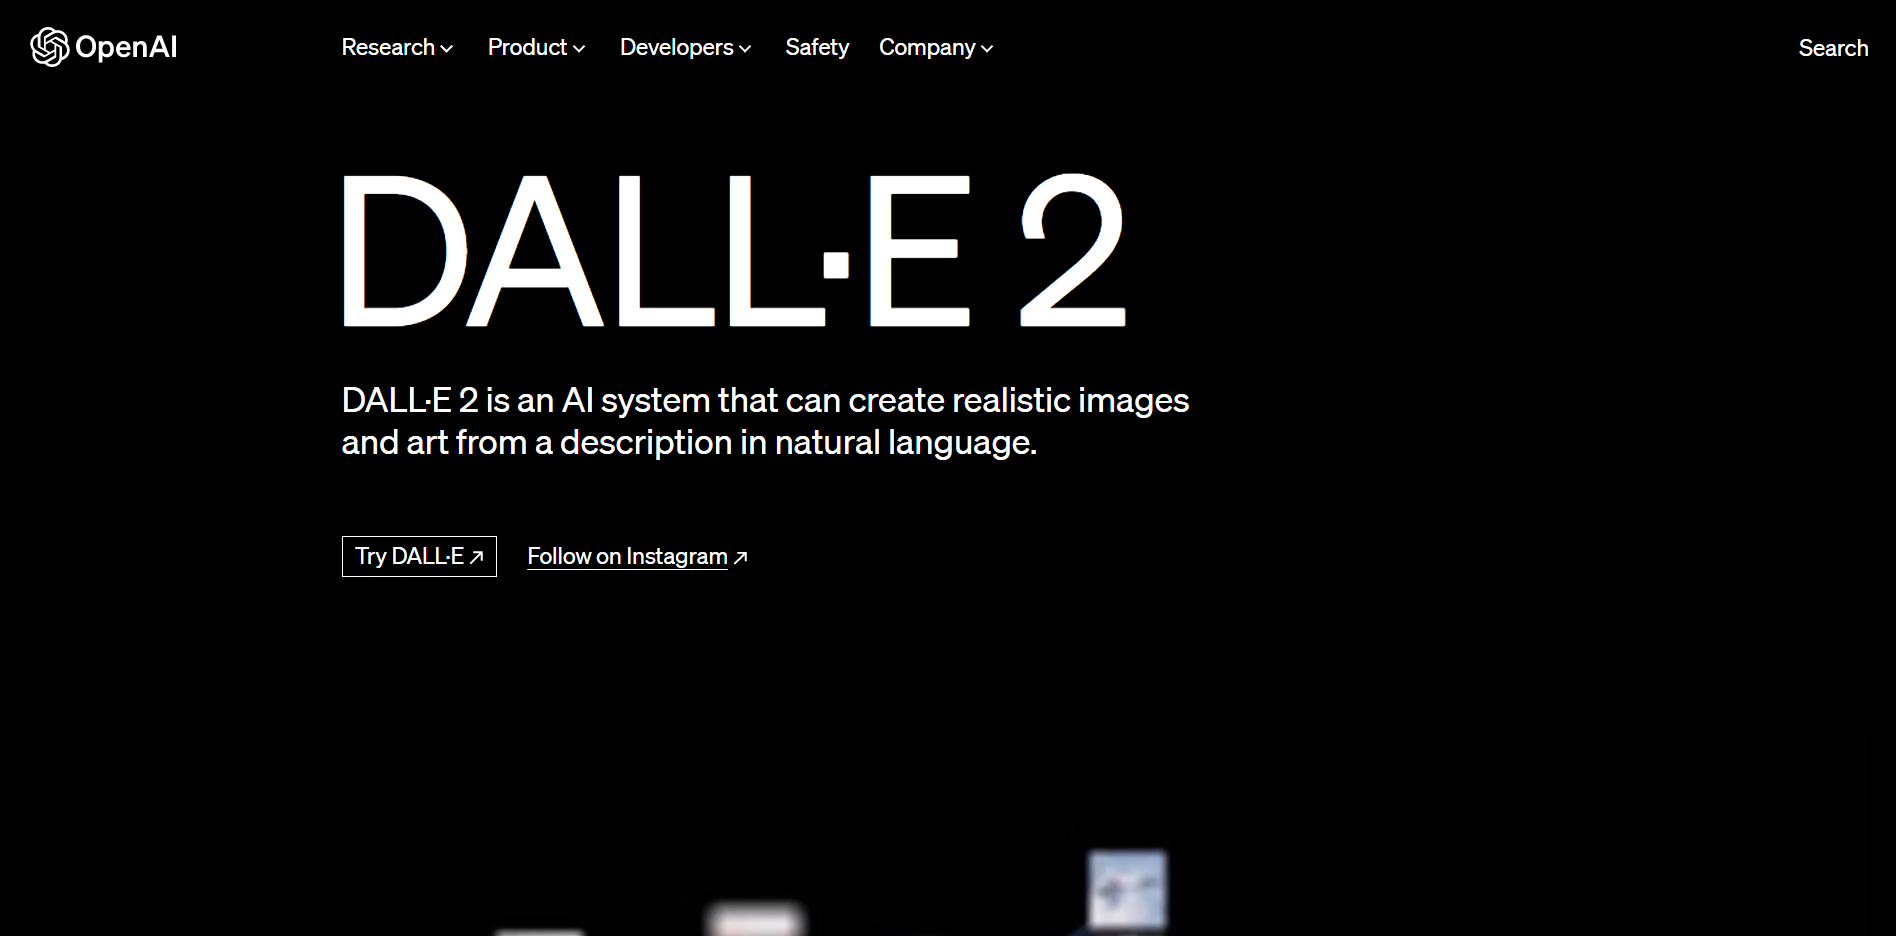 OpenAI
Research Product Developers Safety Company
Search
DALL·E 2
DALL·E 2 is an AI system that can create realistic images
and art from a description in natural language.
Try DALL·E ↗ Follow on Instagram ↗